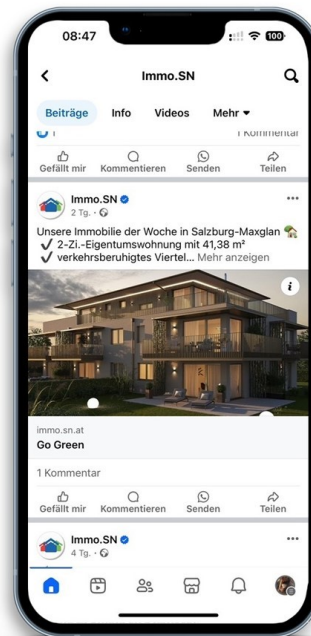 08:47
100
Immo.SN
Beiträge Info Videos Mehr
1 1 Kommentar
Gefällt mir Kommentieren Senden Teilen
Immo.SN
2 Tg. ·
Unsere Immobilie der Woche in Salzburg-Maxglan
✓ 2-Zi.-Eigentumswohnung mit 41,38 m²
✓ verkehrsberuhigtes Viertel... Mehr anzeigen
i
immo.sn.at
Go Green
1 Kommentar
Gefällt mir Kommentieren Senden Teilen
Immo.SN
4 Tg. ·